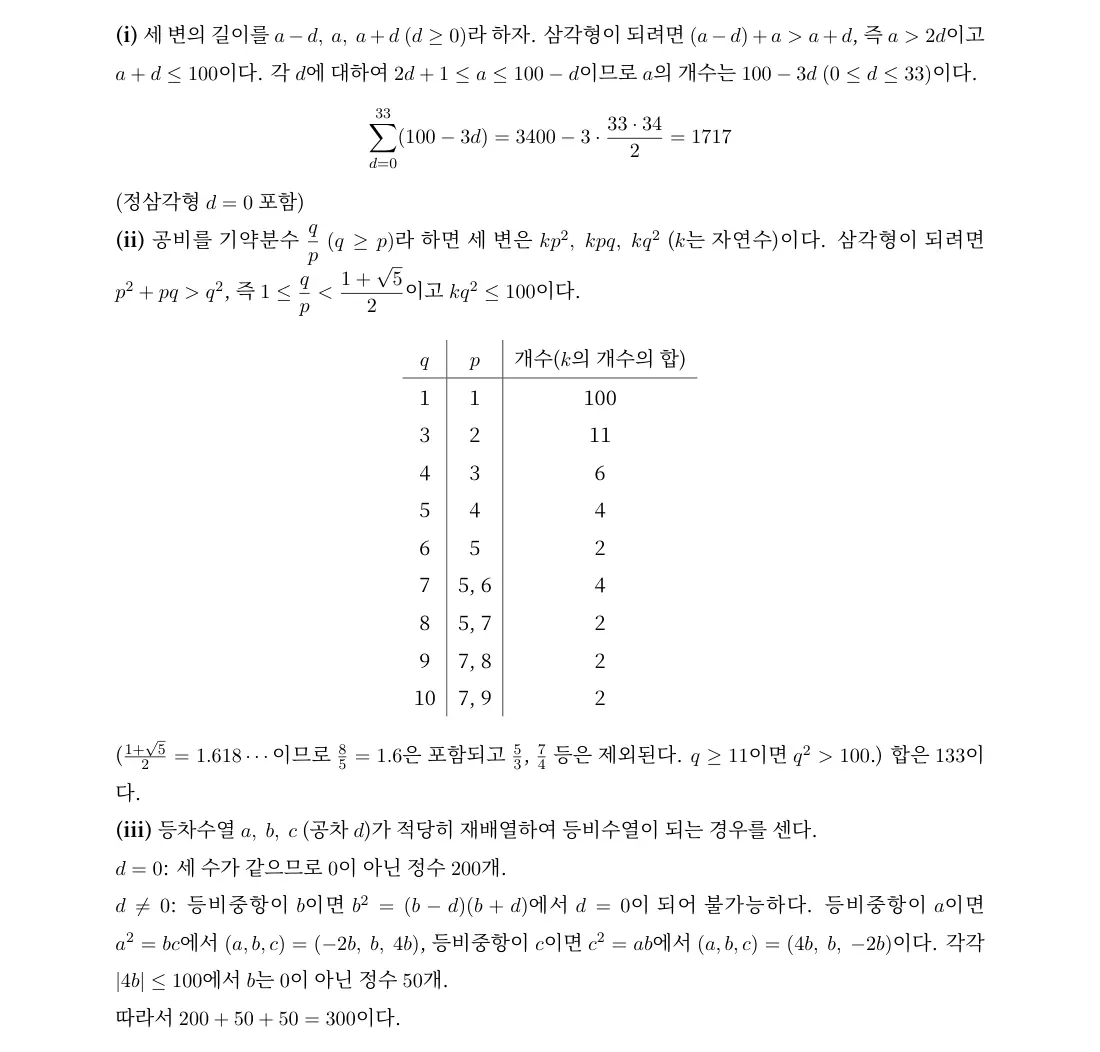 (i) 세 변의 길이를 a − d, a, a + d (d ≥ 0)라 하자. 삼각형이 되려면 (a − d) + a > a + d, 즉 a > 2d이고
a + d ≤ 100이다. 각 d에 대하여 2d + 1 ≤ a ≤ 100 − d이므로 a의 개수는 100 − 3d (0 ≤ d ≤ 33)이다.
\sum_{d=0}^{33} (100 − 3d) = 3400 − 3 · \frac{33 · 34}{2} = 1717
(정삼각형 d = 0 포함)
(ii) 공비를 기약분수 \frac{q}{p} (q ≥ p)라 하면 세 변은 kp², kpq, kq² (k는 자연수)이다. 삼각형이 되려면
p² + pq > q², 즉 1 ≤ \frac{q}{p} < \frac{1 + √5}{2}이고 kq² ≤ 100이다.
q p 개수(k의 개수의 합)
1 1 100
3 2 11
4 3 6
5 4 4
6 5 2
7 5, 6 4
8 5, 7 2
9 7, 8 2
10 7, 9 2
(\frac{1+√5}{2} = 1.618 · · · 이므로 \frac{8}{5} = 1.6은 포함되고 \frac{5}{3}, \frac{7}{4} 등은 제외된다. q ≥ 11이면 q² > 100.) 합은 133이
다.
(iii) 등차수열 a, b, c (공차 d)가 적당히 재배열하여 등비수열이 되는 경우를 센다.
d = 0: 세 수가 같으므로 0이 아닌 정수 200개.
d ≠ 0: 등비중항이 b이면 b² = (b − d)(b + d)에서 d = 0이 되어 불가능하다. 등비중항이 a이면
a² = bc에서 (a, b, c) = (−2b, b, 4b), 등비중항이 c이면 c² = ab에서 (a, b, c) = (4b, b, −2b)이다. 각각
|4b| ≤ 100에서 b는 0이 아닌 정수 50개.
따라서 200 + 50 + 50 = 300이다.